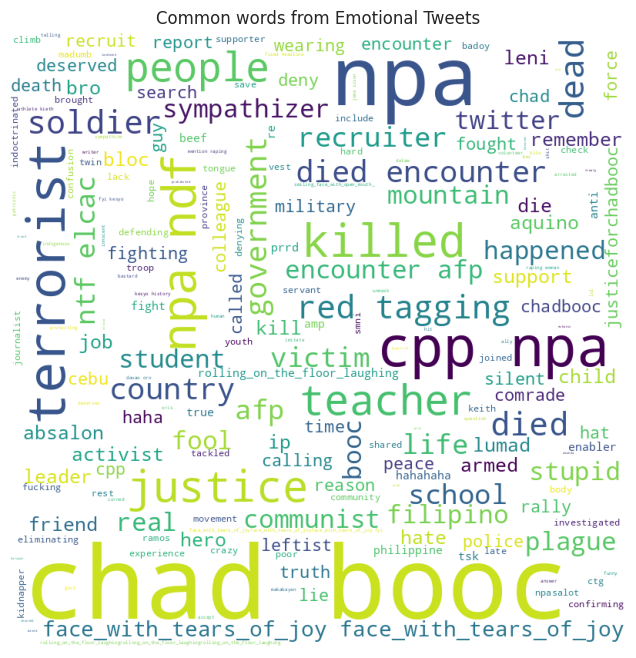 Common words from Emotional Tweets
climb recruit report supporter wearing encounter badoy leni dead force
deserved people deny npa
death bro search save chad
indoctrinated brought sympathizer twitter
soldier guy include remember
beef re recruiter fought check
twin bloc tongue hard
confusion lack vest died encounter
terrorist hope mountain anti justiceforchadbooc
npa ndf defending province colleague government military die aquino
ntf elcac denying killed happened
fighting prrd
troop called encounter afp support
fight servant red tagging chadbooc
journalist kill amp
job youth smni cpp npa
student victim joined silent child
cebu rolling_on_the_floor_laughing comrade
country teacher
haha true afp keith hat
absalon fool time booc shared died
tackled ip life lumad enabler
activist calling peace armed stupid
leader cpp hahahaha
fucking justice reason school body
rest community rally
real communist filipino investigated
friend movement hate police plague
eliminating hero leftist
ramos poor philippine tsk late
experience crazy truth funny
kidnapper lie makabayan answer npasalot ctg
chad booc confirming
accept
face_with_tears_of_joy face_with_tears_of_joy
rolling_on_the_floor_laughingrolling_on_the_floor_laughingrolling_on_the_floor_laughing